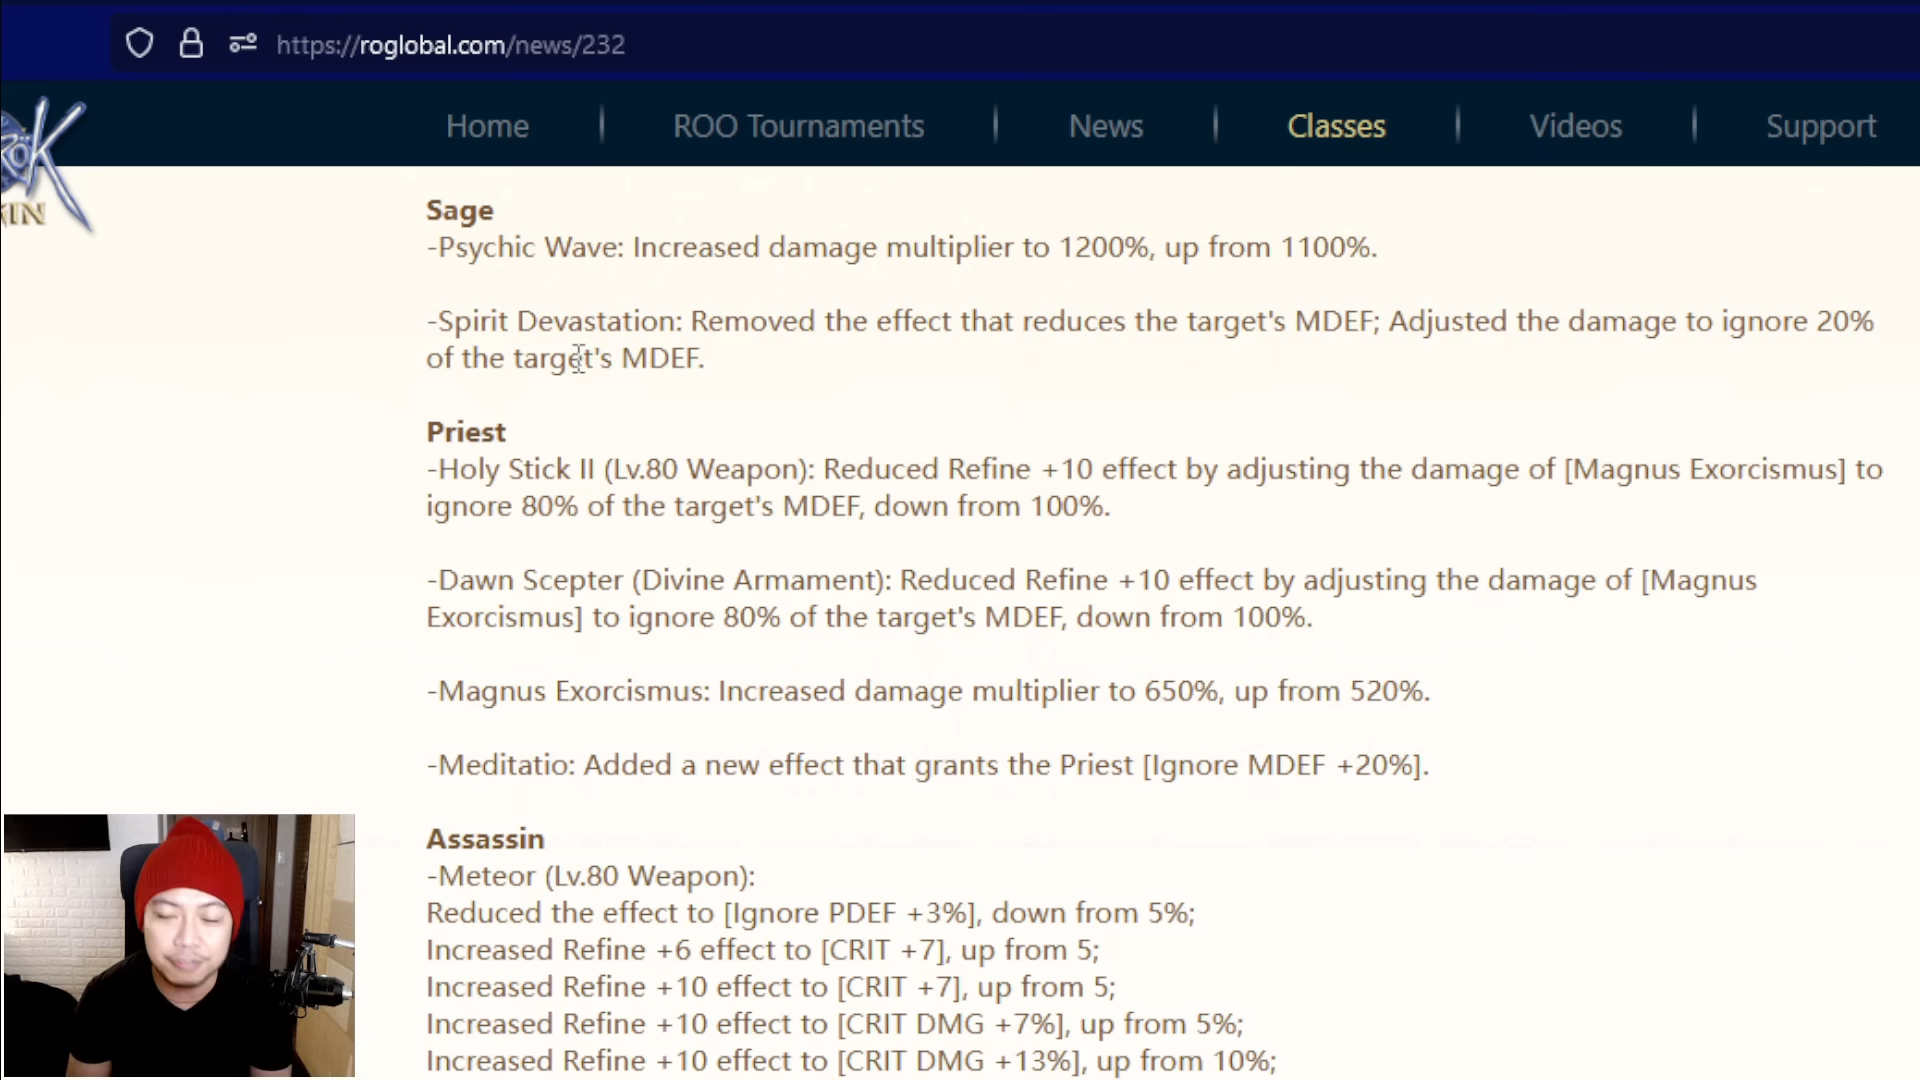 https://roglobal.com/news/232
Home
ROO Tournaments
News
Classes
Videos
Support
Sage
-Psychic Wave: Increased damage multiplier to 1200%, up from 1100%.
-Spirit Devastation: Removed the effect that reduces the target's MDEF; Adjusted the damage to ignore 20%
of the target's MDEF.
Priest
-Holy Stick II (Lv.80 Weapon): Reduced Refine +10 effect by adjusting the damage of [Magnus Exorcismus] to
ignore 80% of the target's MDEF, down from 100%.
-Dawn Scepter (Divine Armament): Reduced Refine +10 effect by adjusting the damage of [Magnus
Exorcismus] to ignore 80% of the target's MDEF, down from 100%.
-Magnus Exorcismus: Increased damage multiplier to 650%, up from 520%.
-Meditatio: Added a new effect that grants the Priest [Ignore MDEF +20%].
Assassin
-Meteor (Lv.80 Weapon):
Reduced the effect to [Ignore PDEF +3%], down from 5%;
Increased Refine +6 effect to [CRIT +7], up from 5;
Increased Refine +10 effect to [CRIT +7], up from 5;
Increased Refine +10 effect to [CRIT DMG +7%], up from 5%;
Increased Refine +10 effect to [CRIT DMG +13%], up from 10%;